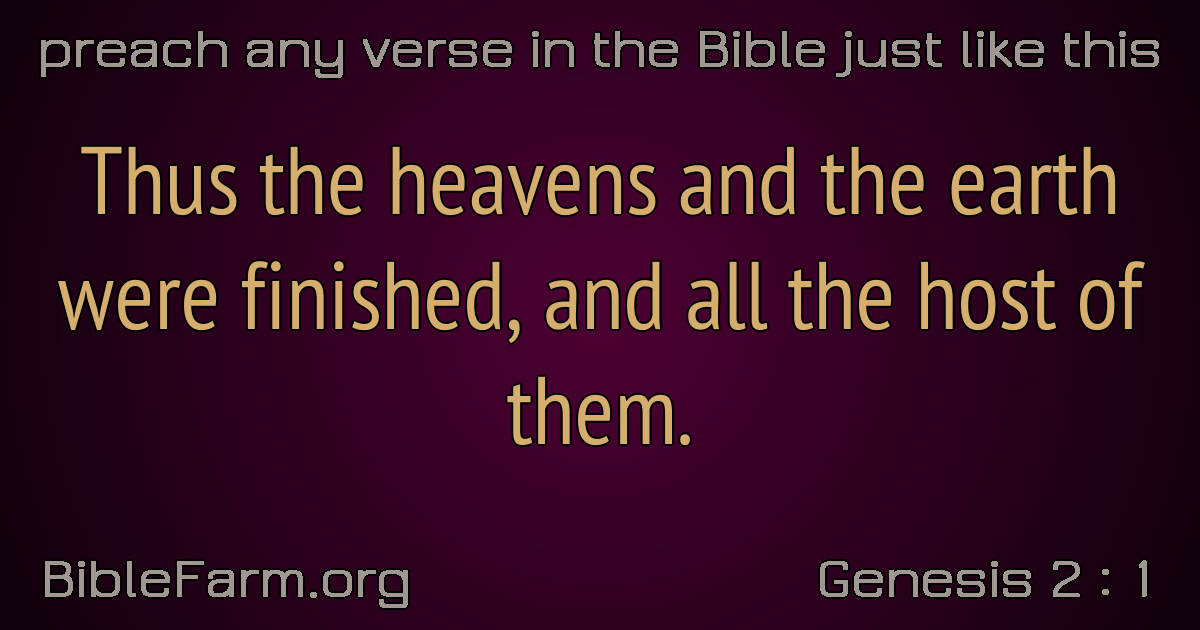 preach any verse in the Bible just like this
Thus the heavens and the earth
were finished, and all the host of
them.
BibleFarm.org
Genesis 2 : 1